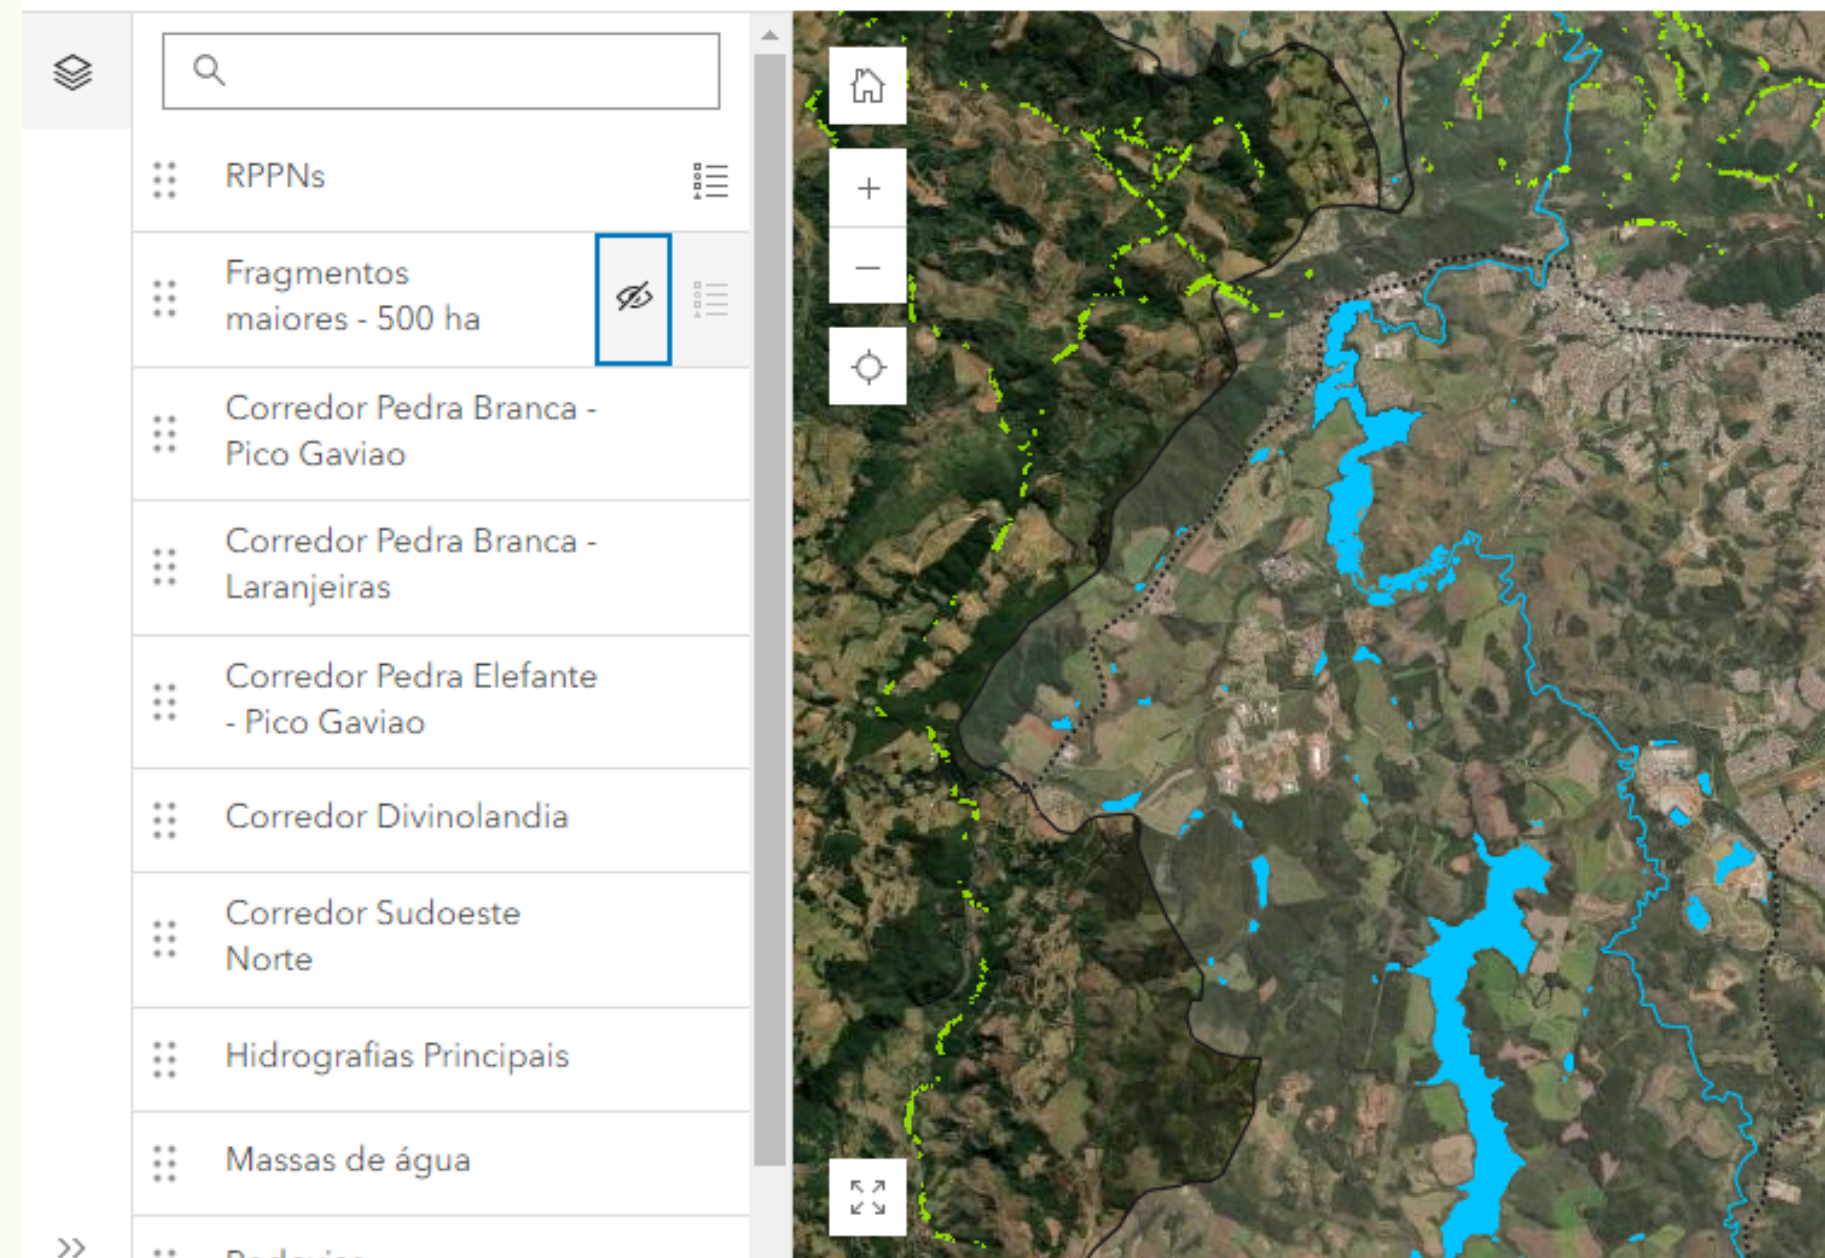 RPPNs
Fragmentos
maiores - 500 ha
Corredor Pedra Branca -
Pico Gaviao
Corredor Pedra Branca -
Laranjeiras
Corredor Pedra Elefante
- Pico Gaviao
Corredor Divinolandia
Corredor Sudoeste
Norte
Hidrografias Principais
Massas de água